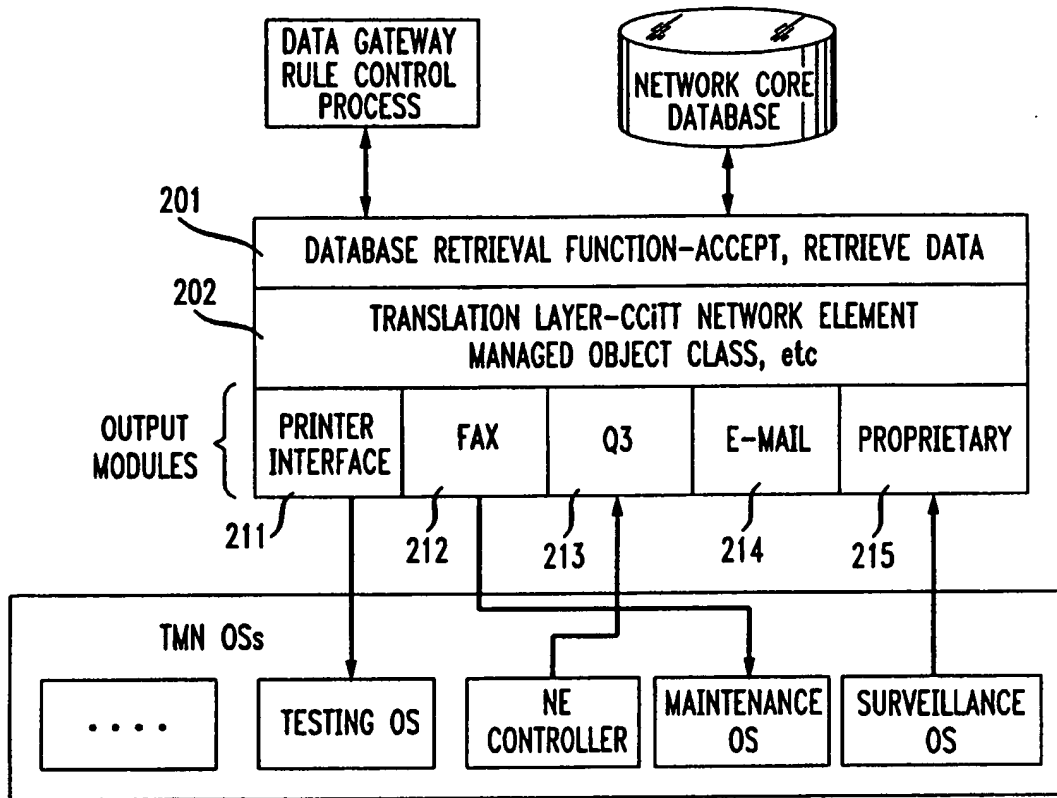 DATA GATEWAY
RULE CONTROL
PROCESS
NETWORK CORE
DATABASE
201
DATABASE RETRIEVAL FUNCTION-ACCEPT, RETRIEVE DATA
202
TRANSLATION LAYER-CCiTT NETWORK ELEMENT
MANAGED OBJECT CLASS, etc
OUTPUT
MODULES
PRINTER
INTERFACE
FAX
Q3
E-MAIL
PROPRIETARY
211
212
213
214
215
TMN OSs
....
TESTING OS
NE
CONTROLLER
MAINTENANCE
OS
SURVEILLANCE
OS